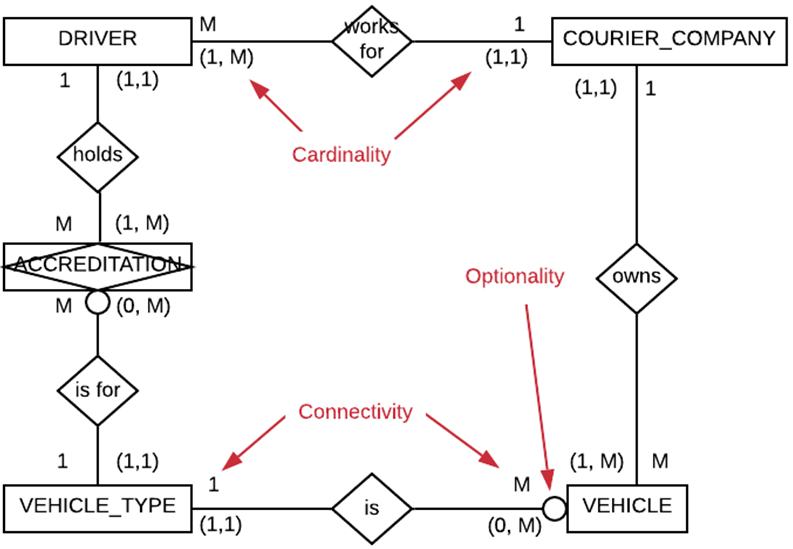 DRIVER
M
works
for
1
COURIER_COMPANY
(1, M)
(1,1)
1
(1,1)
(1,1)
1
Cardinality
holds
M
(1, M)
ACCREDITATION
M
(0, M)
Optionality
owns
is for
Connectivity
1
(1,1)
1
M
(1, M)
M
VEHICLE_TYPE
is
VEHICLE
(1,1)
(0, M)